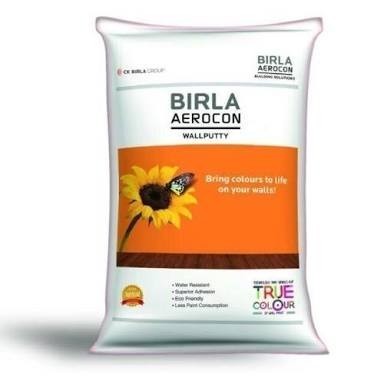 CK BIRLA GROUP
BIRLA
AEROCON
BUILDING SOLUTIONS
BIRLA
AEROCON
WALLPUTTY
Bring colours to life
on your walls!
• Water Resistant
• Superior Adhesion
• Eco Friendly
• Less Paint Consumption
TRUE
COLOUR